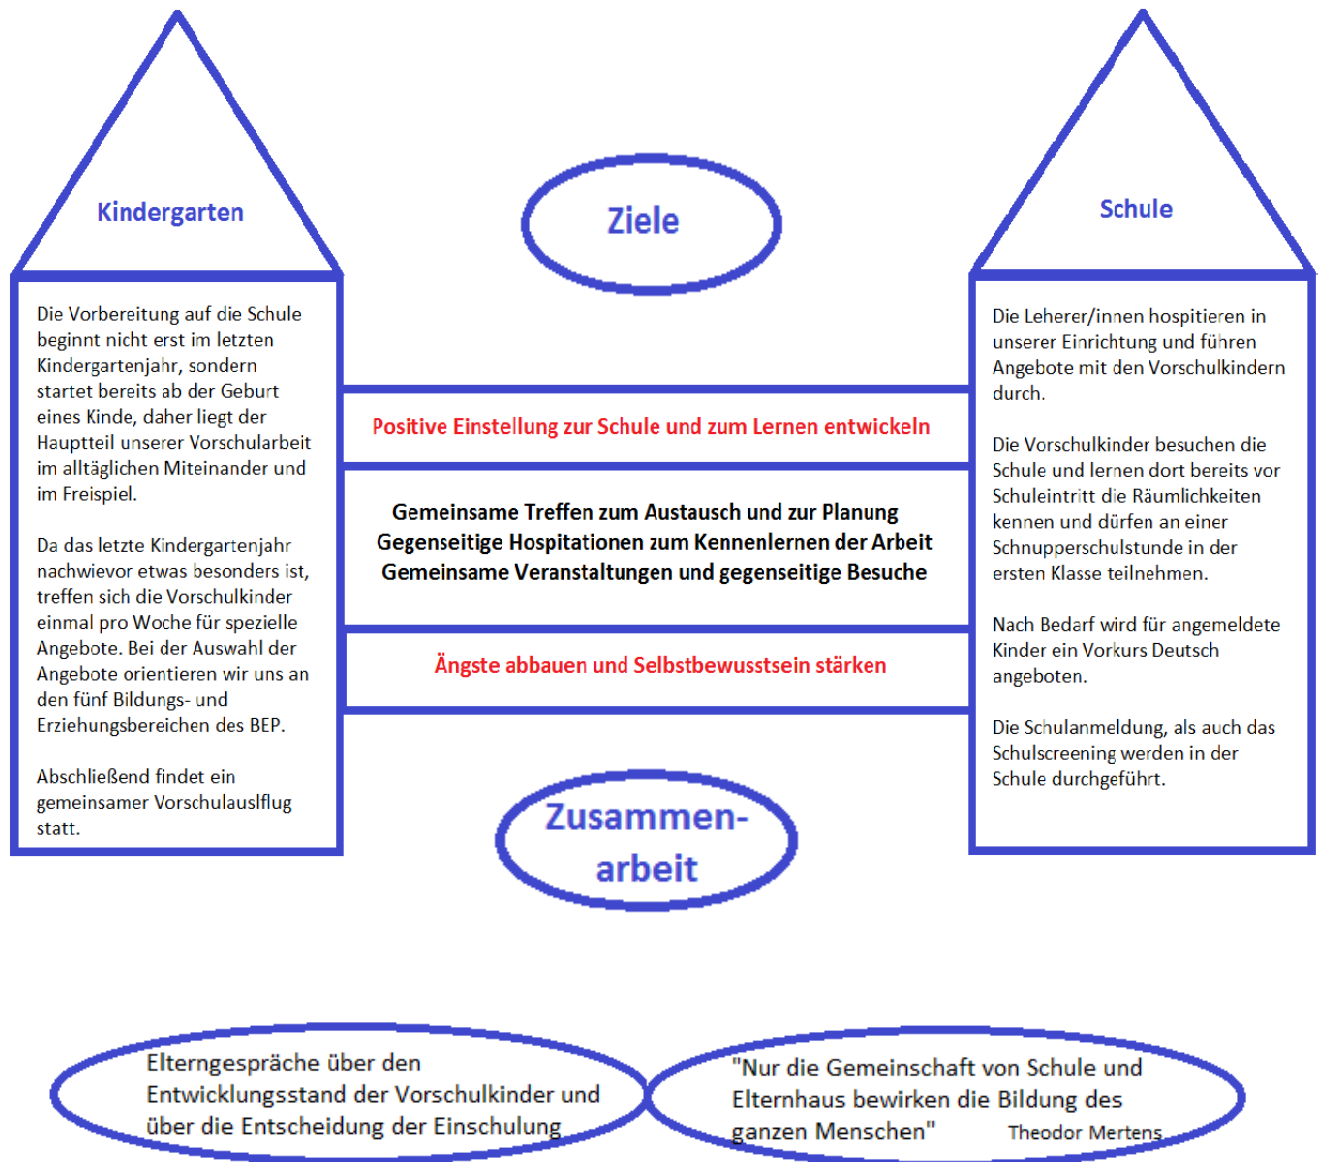 Kindergarten
Die Vorbereitung auf die Schule
beginnt nicht erst im letzten
Kindergartenjahr, sondern
startet bereits ab der Geburt
eines Kinde, daher liegt der
Hauptteil unserer Vorschularbeit
im alltäglichen Miteinander und
im Freispiel.
Da das letzte Kindergartenjahr
nachwievor etwas besonders ist,
treffen sich die Vorschulkinder
einmal pro Woche für spezielle
Angebote. Bei der Auswahl der
Angebote orientieren wir uns an
den fünf Bildungs- und
Erziehungsbereichen des BEP.
Abschließend findet ein
gemeinsamer Vorschulauslflug
statt.
Ziele
Positive Einstellung zur Schule und zum Lernen entwickeln
Gemeinsame Treffen zum Austausch und zur Planung
Gegenseitige Hospitationen zum Kennenlernen der Arbeit
Gemeinsame Veranstaltungen und gegenseitige Besuche
Ängste abbauen und Selbstbewusstsein stärken
Zusammen-
arbeit
Schule
Die Leherer/innen hospitieren in
unserer Einrichtung und führen
Angebote mit den Vorschulkindern
durch.
Die Vorschulkinder besuchen die
Schule und lernen dort bereits vor
Schuleintritt die Räumlichkeiten
kennen und dürfen an einer
Schnupperschulstunde in der
ersten Klasse teilnehmen.
Nach Bedarf wird für angemeldete
Kinder ein Vorkurs Deutsch
angeboten.
Die Schulanmeldung, als auch das
Schulscreening werden in der
Schule durchgeführt.
Elterngespräche über den
Entwicklungsstand der Vorschulkinder und
über die Entscheidung der Einschulung
"Nur die Gemeinschaft von Schule und
Elternhaus bewirken die Bildung des
ganzen Menschen" Theodor Mertens